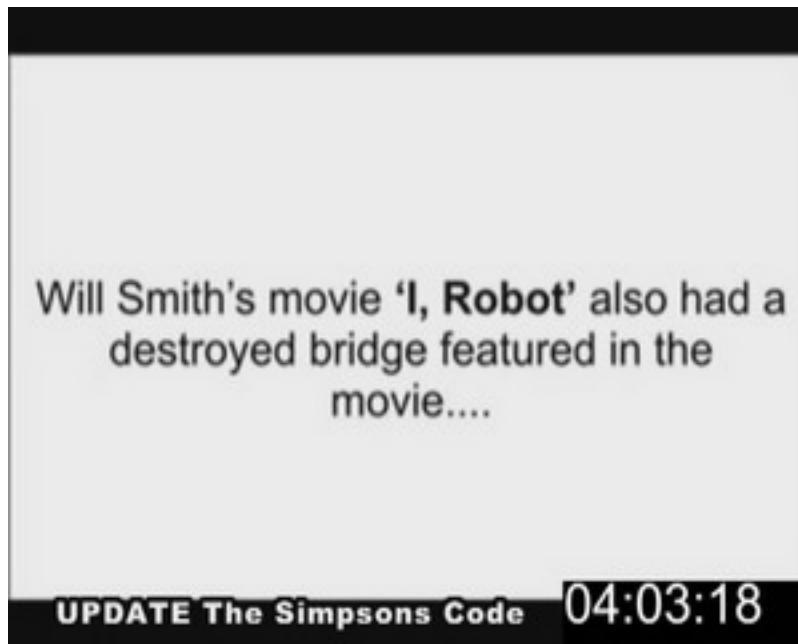 Will Smith's movie ‘I, Robot’ also had a
destroyed bridge featured in the
movie....
UPDATE The Simpsons Code
04:03:18